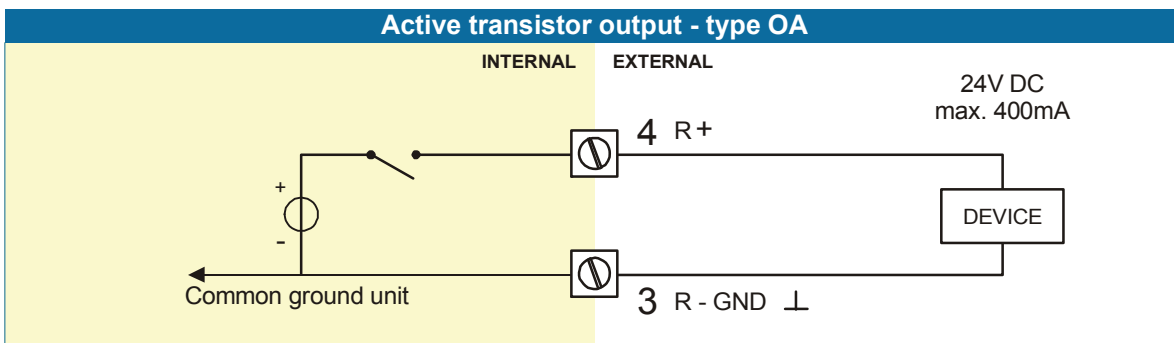 Active transistor output - type OA
INTERNAL EXTERNAL
24V DC
max. 400mA
4 R+
+
-
DEVICE
Common ground unit
3 R - GND ⊥